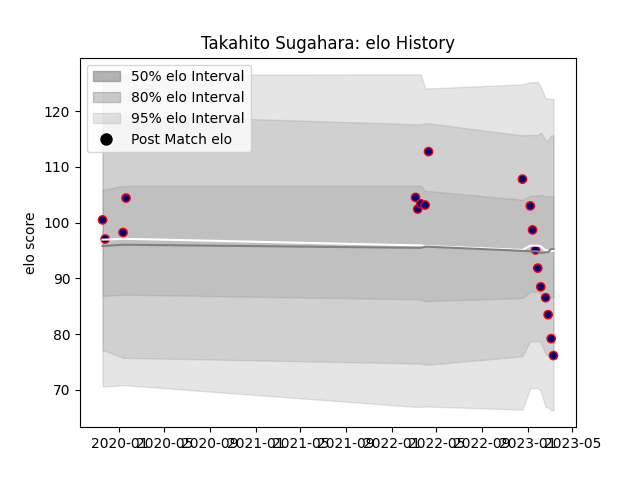 Takahito Sugahara: elo History
50% elo Interval
80% elo Interval
95% elo Interval
Post Match elo
elo score
120
110
100
90
80
70
2020-01 2020-05 2020-09 2021-01 2021-05 2021-09 2022-01 2022-05 2022-09 2023-01 2023-05